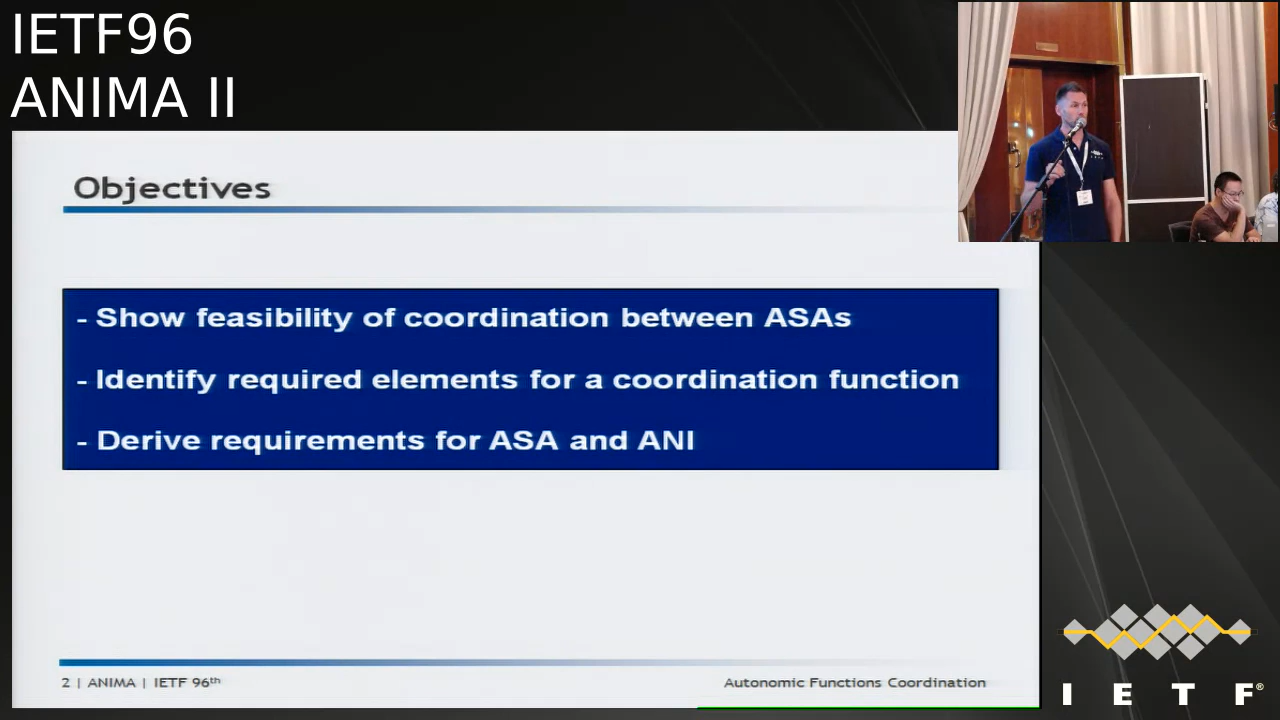 IETF96
ANIMA II
Objectives
- Show feasibility of coordination between ASAs
- Identify required elements for a coordination function
- Derive requirements for ASA and ANI
2 | ANIMA | IETF 96th
Autonomic Functions Coordination
I E T F®